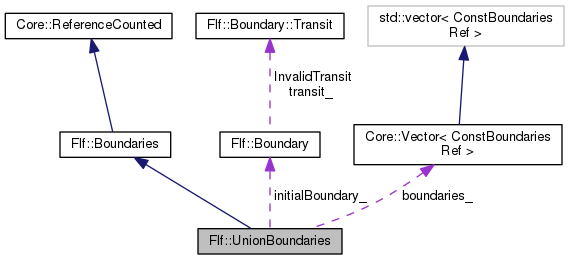 Core::ReferenceCounted
Flf::Boundary::Transit
std::vector< ConstBoundaries
Ref >
InvalidTransit
transit_
Flf::Boundaries
Flf::Boundary
Core::Vector< ConstBoundaries
Ref >
initialBoundary_
boundaries_
Flf::UnionBoundaries